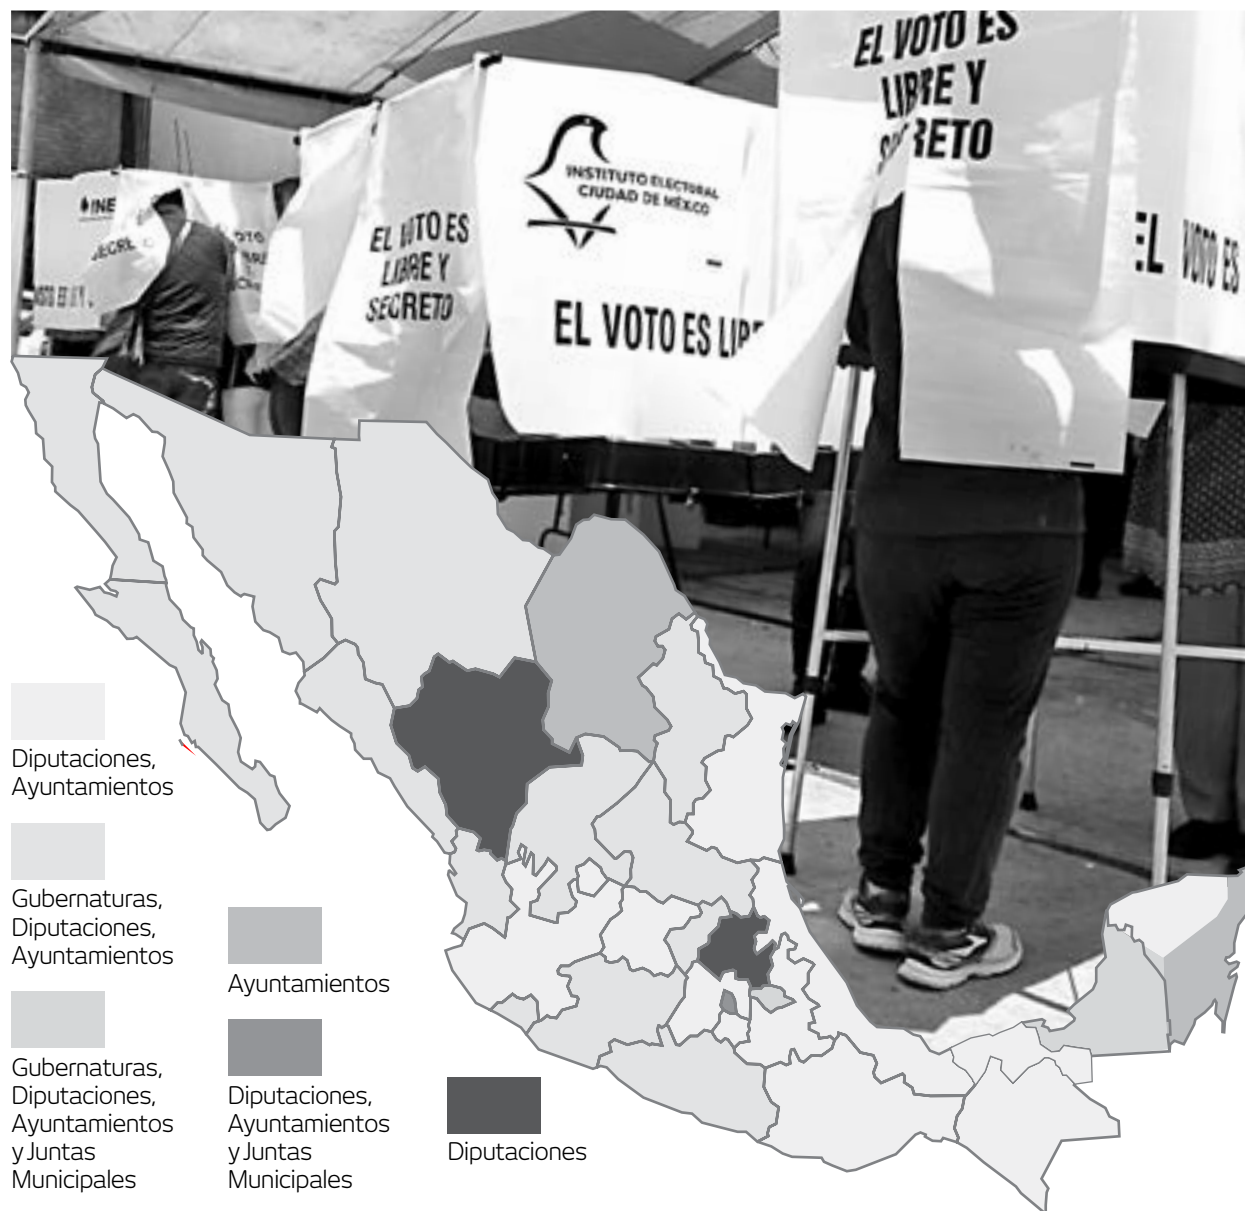 EL VOTO ES
LIBRE Y
SECRETO
INSTITUTO ELECTORAL
CIUDAD DE MÉXICO
INE
EL VOTO ES
LIBRE Y
SECRETO
EL VOTO ES
EL VOTO ES
Diputaciones,
Ayuntamientos
Gubernaturas,
Diputaciones,
Ayuntamientos
Ayuntamientos
Gubernaturas,
Diputaciones,
Ayuntamientos
y Juntas
Municipales
Diputaciones,
Ayuntamientos
y Juntas
Municipales
Diputaciones